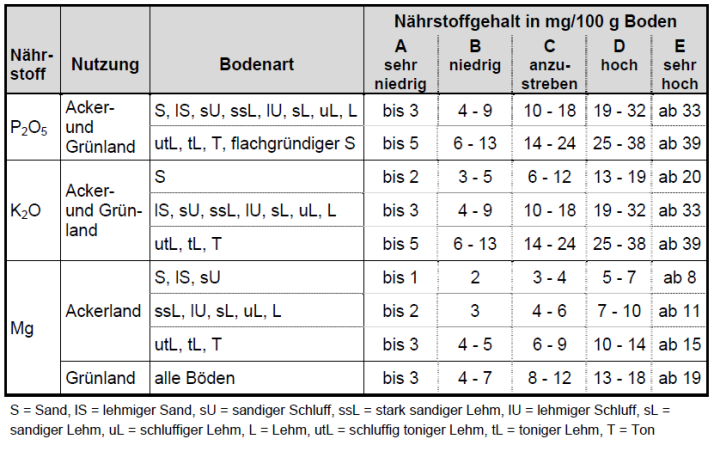 Nährstoffgehalt in mg/100 g Boden
Nähr-
stoff
Nutzung
Bodenart
A
sehr
niedrig
B
niedrig
C
anzu-
streben
D
hoch
E
sehr
hoch
P2O5
Acker-
und
Grünland
S, lS, sU, ssL, lU, sL, uL, L
bis 3
4 - 9
10 - 18
19 - 32
ab 33
utL, tL, T, flachgründiger S
bis 5
6 - 13
14 - 24
25 - 38
ab 39
K2O
Acker-
und Grün-
land
S
bis 2
3 - 5
6 - 12
13 - 19
ab 20
lS, sU, ssL, lU, sL, uL, L
bis 3
4 - 9
10 - 18
19 - 32
ab 33
utL, tL, T
bis 5
6 - 13
14 - 24
25 - 38
ab 39
Mg
Ackerland
S, lS, sU
bis 1
2
3 - 4
5 - 7
ab 8
ssL, lU, sL, uL, L
bis 2
3
4 - 6
7 - 10
ab 11
utL, tL, T
bis 3
4 - 5
6 - 9
10 - 14
ab 15
Grünland
alle Böden
bis 3
4 - 7
8 - 12
13 - 18
ab 19
S = Sand, lS = lehmiger Sand, sU = sandiger Schluff, ssL = stark sandiger Lehm, lU = lehmiger Schluff, sL =
sandiger Lehm, uL = schluffiger Lehm, L = Lehm, utL = schluffig toniger Lehm, tL = toniger Lehm, T = Ton